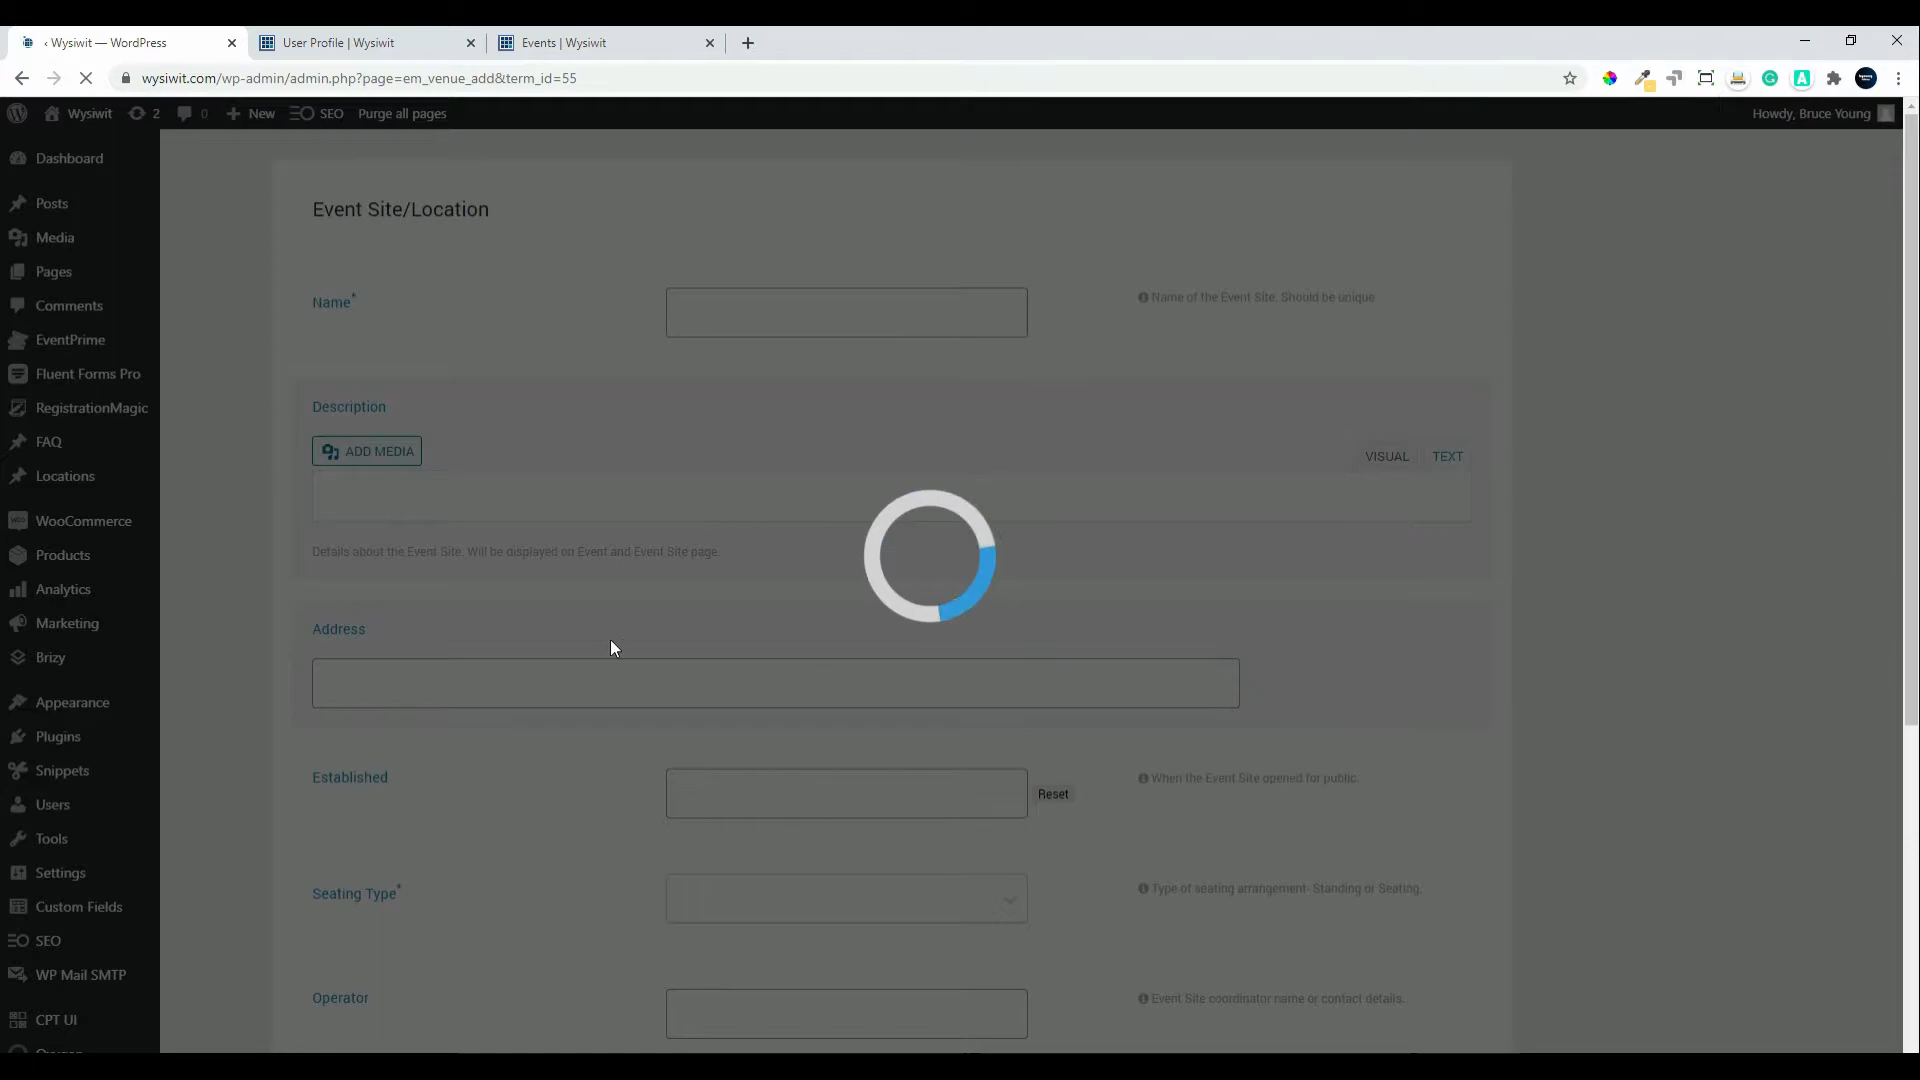 ‹ Wysiwit — WordPress
User Profile | Wysiwit
Events | Wysiwit
wysiwit.com/wp-admin/admin.php?page=em_venue_add&term_id=55
Wysiwit
2
0
New
SEO
Purge all pages
Howdy, Bruce Young
Dashboard
Posts
Media
Pages
Comments
EventPrime
Fluent Forms Pro
RegistrationMagic
FAQ
Locations
WooCommerce
Products
Analytics
Marketing
Brizy
Appearance
Plugins
Snippets
Users
Tools
Settings
Custom Fields
SEO
WP Mail SMTP
CPT UI
Event Site/Location
Name*
Name of the Event Site. Should be unique
Description
ADD MEDIA
VISUAL
TEXT
Details about the Event Site. Will be displayed on Event and Event Site page.
Address
Established
Reset
When the Event Site opened for public.
Seating Type*
Type of seating arrangement- Standing or Seating.
Operator
Event Site coordinator name or contact details.